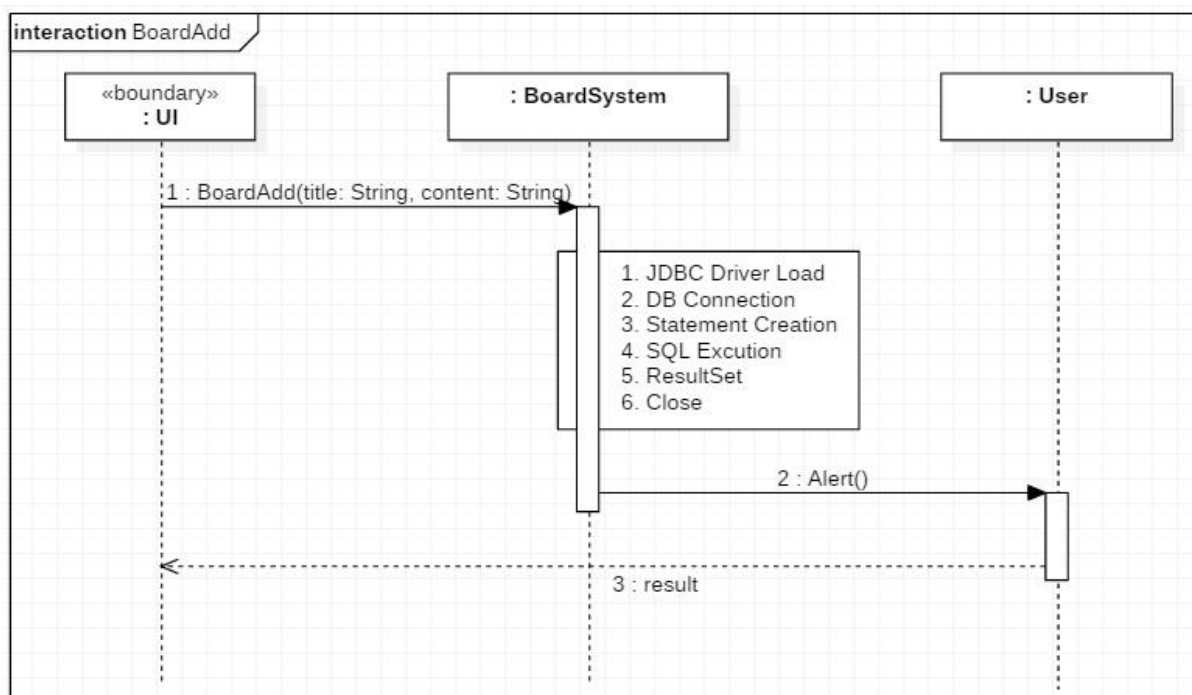 interaction BoardAdd
«boundary»
: UI
: BoardSystem
: User
1 : BoardAdd(title: String, content: String)
1. JDBC Driver Load
2. DB Connection
3. Statement Creation
4. SQL Excution
5. ResultSet
6. Close
2 : Alert()
3 : result